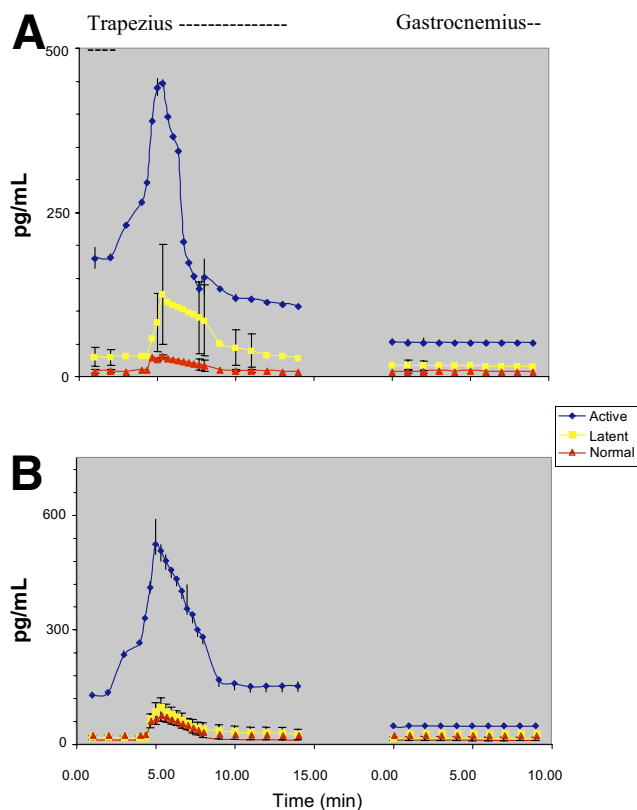 A
Trapezius -------------- Gastrocnemius--
500
250
0
pg/mL
Active
Latent
Normal
B
600
300
0
pg/mL
0.00 5.00 10.00 15.00 0.00 5.00 10.00
Time (min)